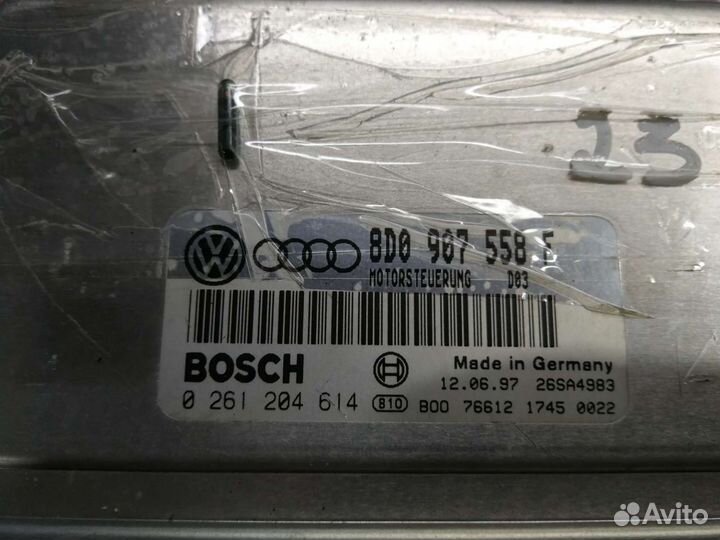 23
8D0 907 558 F
MOTORSTEUERUNG D03
BOSCH
Made in Germany
12.06.97 26SA4983
0 261 204 614 810 B00 76612 1745 0022
Avito